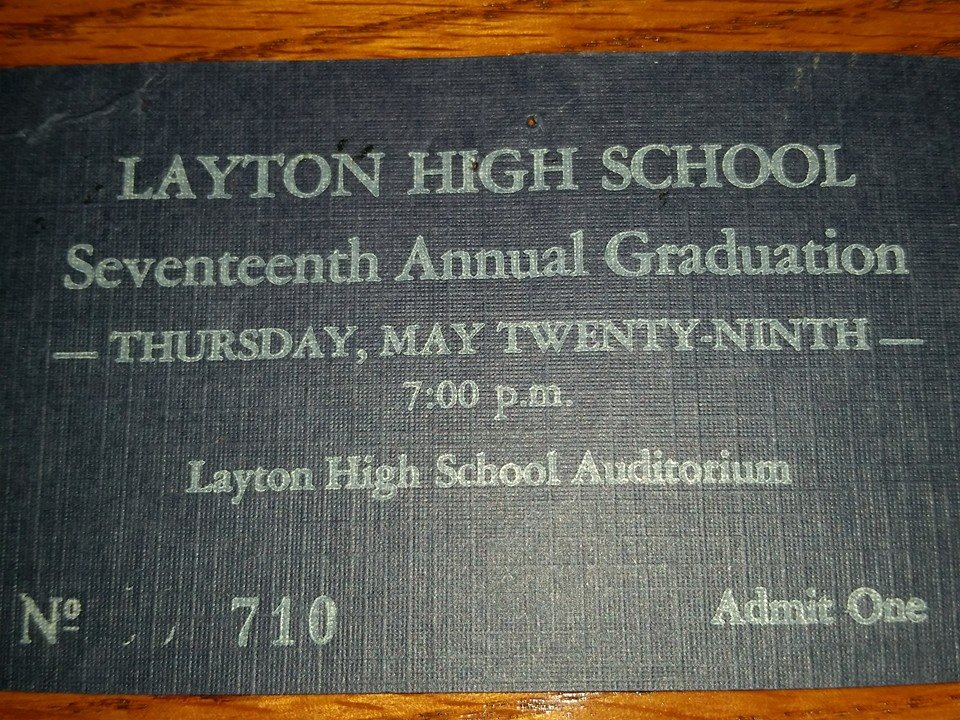 LAYTON HIGH SCHOOL
Seventeenth Annual Graduation
— THURSDAY, MAY TWENTY-NINTH —
7:00 p.m.
Layton High School Auditorium
Nº 710 Admit One